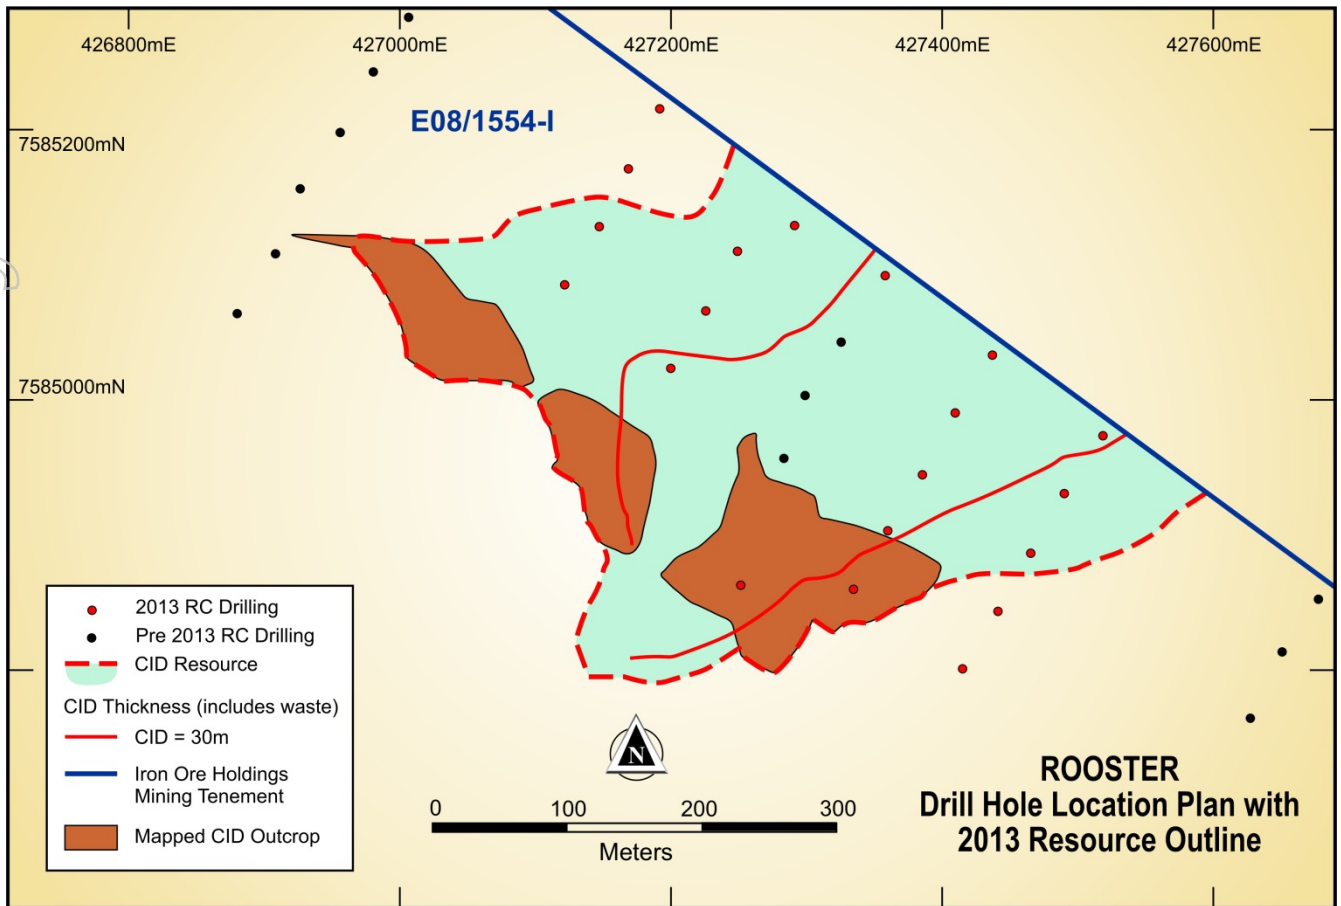 426800mE
427000mE
427200mE
427400mE
427600mE
E08/1554-I
7585200mN
7585000mN
2013 RC Drilling
Pre 2013 RC Drilling
CID Resource
CID Thickness (includes waste)
CID = 30m
Iron Ore Holdings
Mining Tenement
Mapped CID Outcrop
N
0 100 200 300
Meters
ROOSTER
Drill Hole Location Plan with
2013 Resource Outline